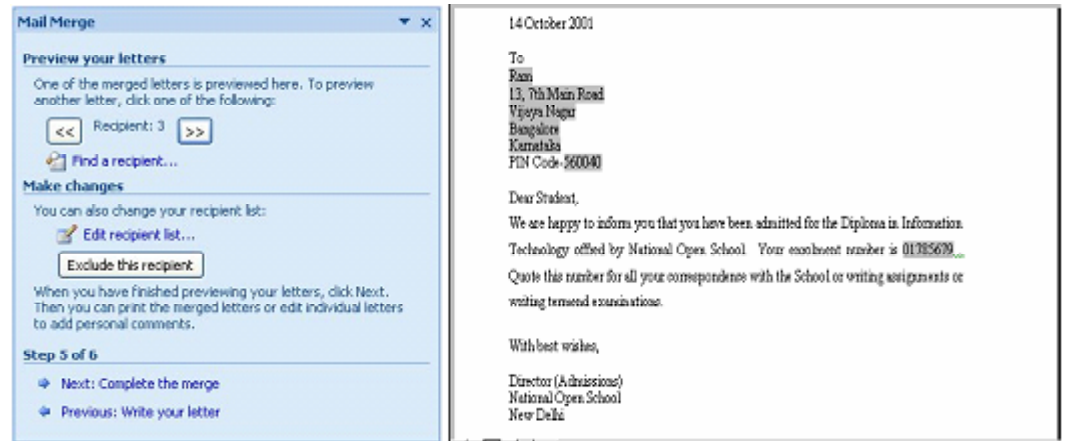 Mail Merge
Preview your letters
One of the merged letters is previewed here. To preview
another letter, click one of the following:
<< Recipient: 3 >>
Find a recipient...
Make changes
You can also change your recipient list:
Edit recipient list...
Exclude this recipient
When you have finished previewing your letters, click Next.
Then you can print the merged letters or edit individual letters
to add personal comments.
Step 5 of 6
Next: Complete the merge
Previous: Write your letter
14 October 2001
To
Ram
13, 7th Main Road
Vijaya Nagar
Bangalore
Karnataka
PIN Code-560040
Dear Student,
We are happy to inform you that you have been admitted for the Diploma in Information
Technology offred by National Open School. Your enrolment number is
Quote this number for all your correspondence with the School or writing assignments or
writing termend examinations.
With best wishes,
Director (Admissions)
National Open School
New Delhi